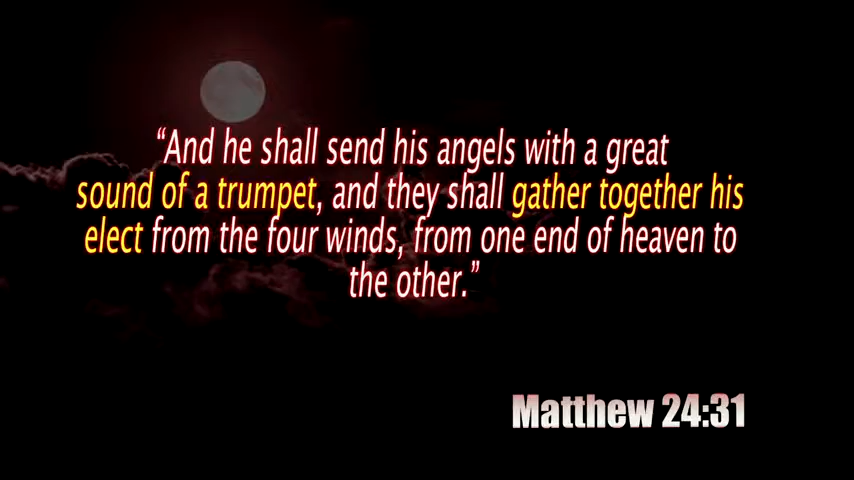 “And he shall send his angels with a great
sound of a trumpet, and they shall gather together his
elect from the four winds, from one end of heaven to
the other.”
Matthew 24:31